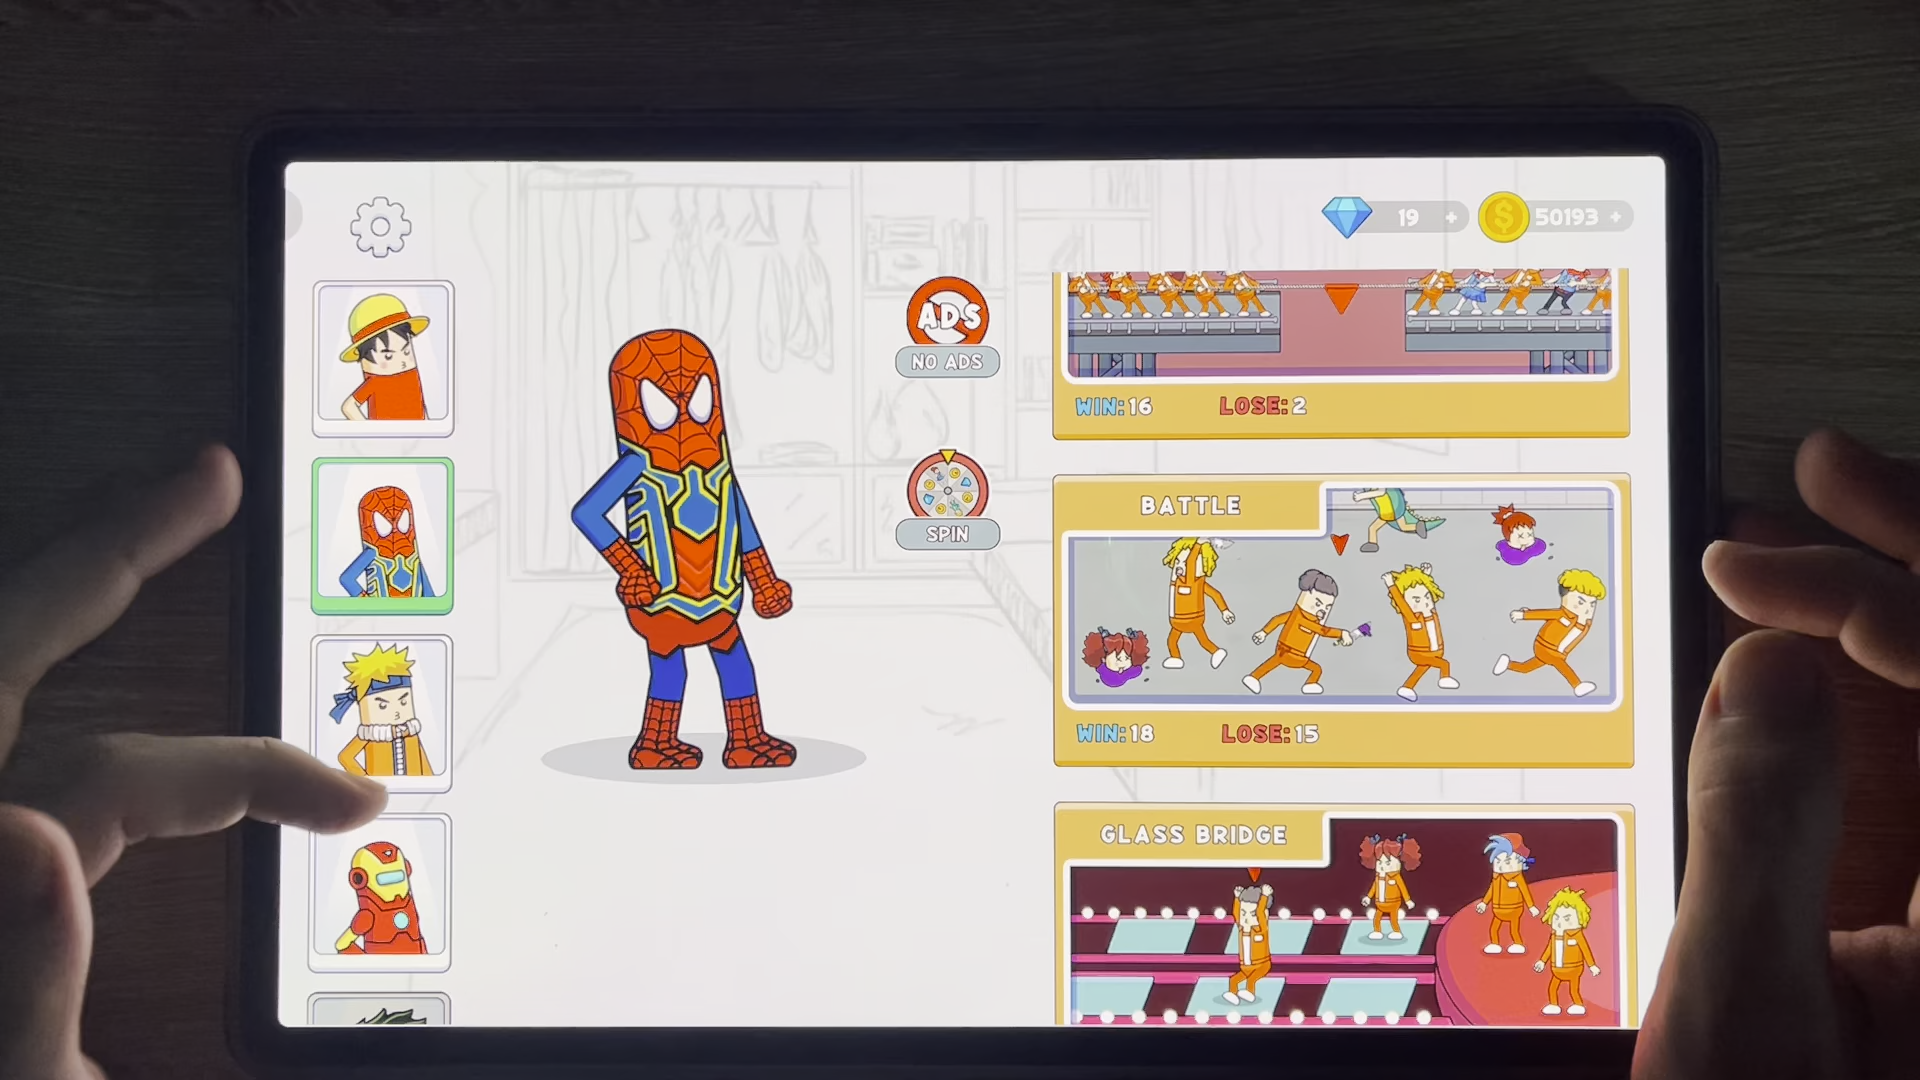 19 +
$ 50193 +
ADS
NO ADS
WIN: 16 LOSE: 2
SPIN
BATTLE
WIN: 18 LOSE: 15
GLASS BRIDGE